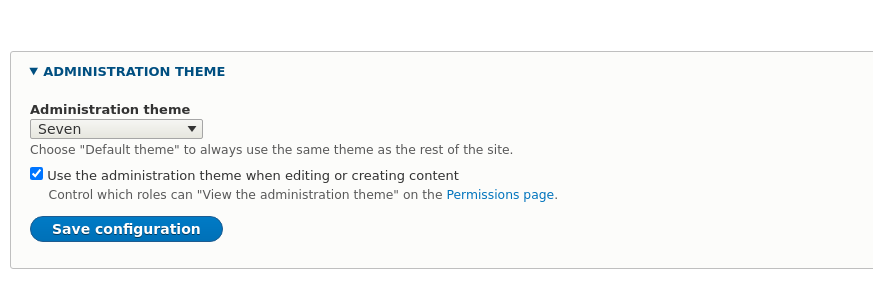 ADMINISTRATION THEME
Administration theme
Seven
Choose "Default theme" to always use the same theme as the rest of the site.
Use the administration theme when editing or creating content
Control which roles can "View the administration theme" on the Permissions page.
Save configuration